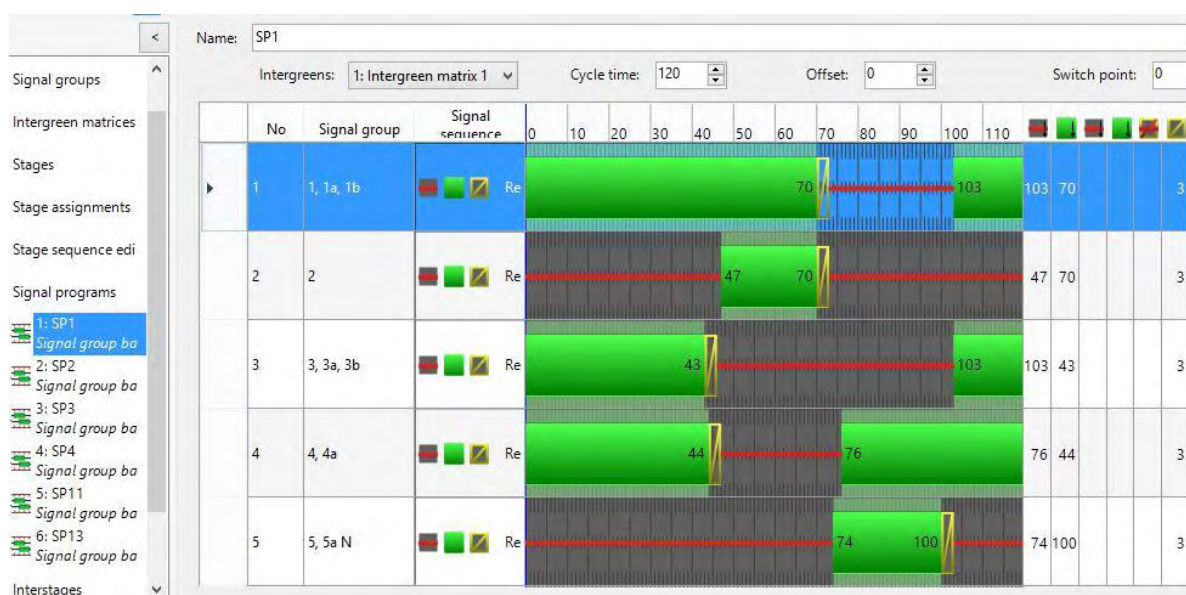 <
Name: SP1
Intergreens: 1: Intergreen matrix 1 Cycle time: 120 Offset: 0 Switch point: 0
Signal groups
Intergreen matrices
Stages
Stage assignments
Stage sequence edi
Signal programs
1: SP1
Signal group ba
2: SP2
Signal group ba
3: SP3
Signal group ba
4: SP4
Signal group ba
5: SP11
Signal group ba
6: SP13
Signal group ba
Interstages
No Signal group Signal sequence 0 10 20 30 40 50 60 70 80 90 100 110
1 1, 1a, 1b Re 70 103 103 70 3
2 2 Re 47 70 47 70 3
3 3, 3a, 3b Re 43 103 103 43 3
4 4, 4a Re 44 76 76 44 3
5 5, 5a N Re 74 100 74 100 3